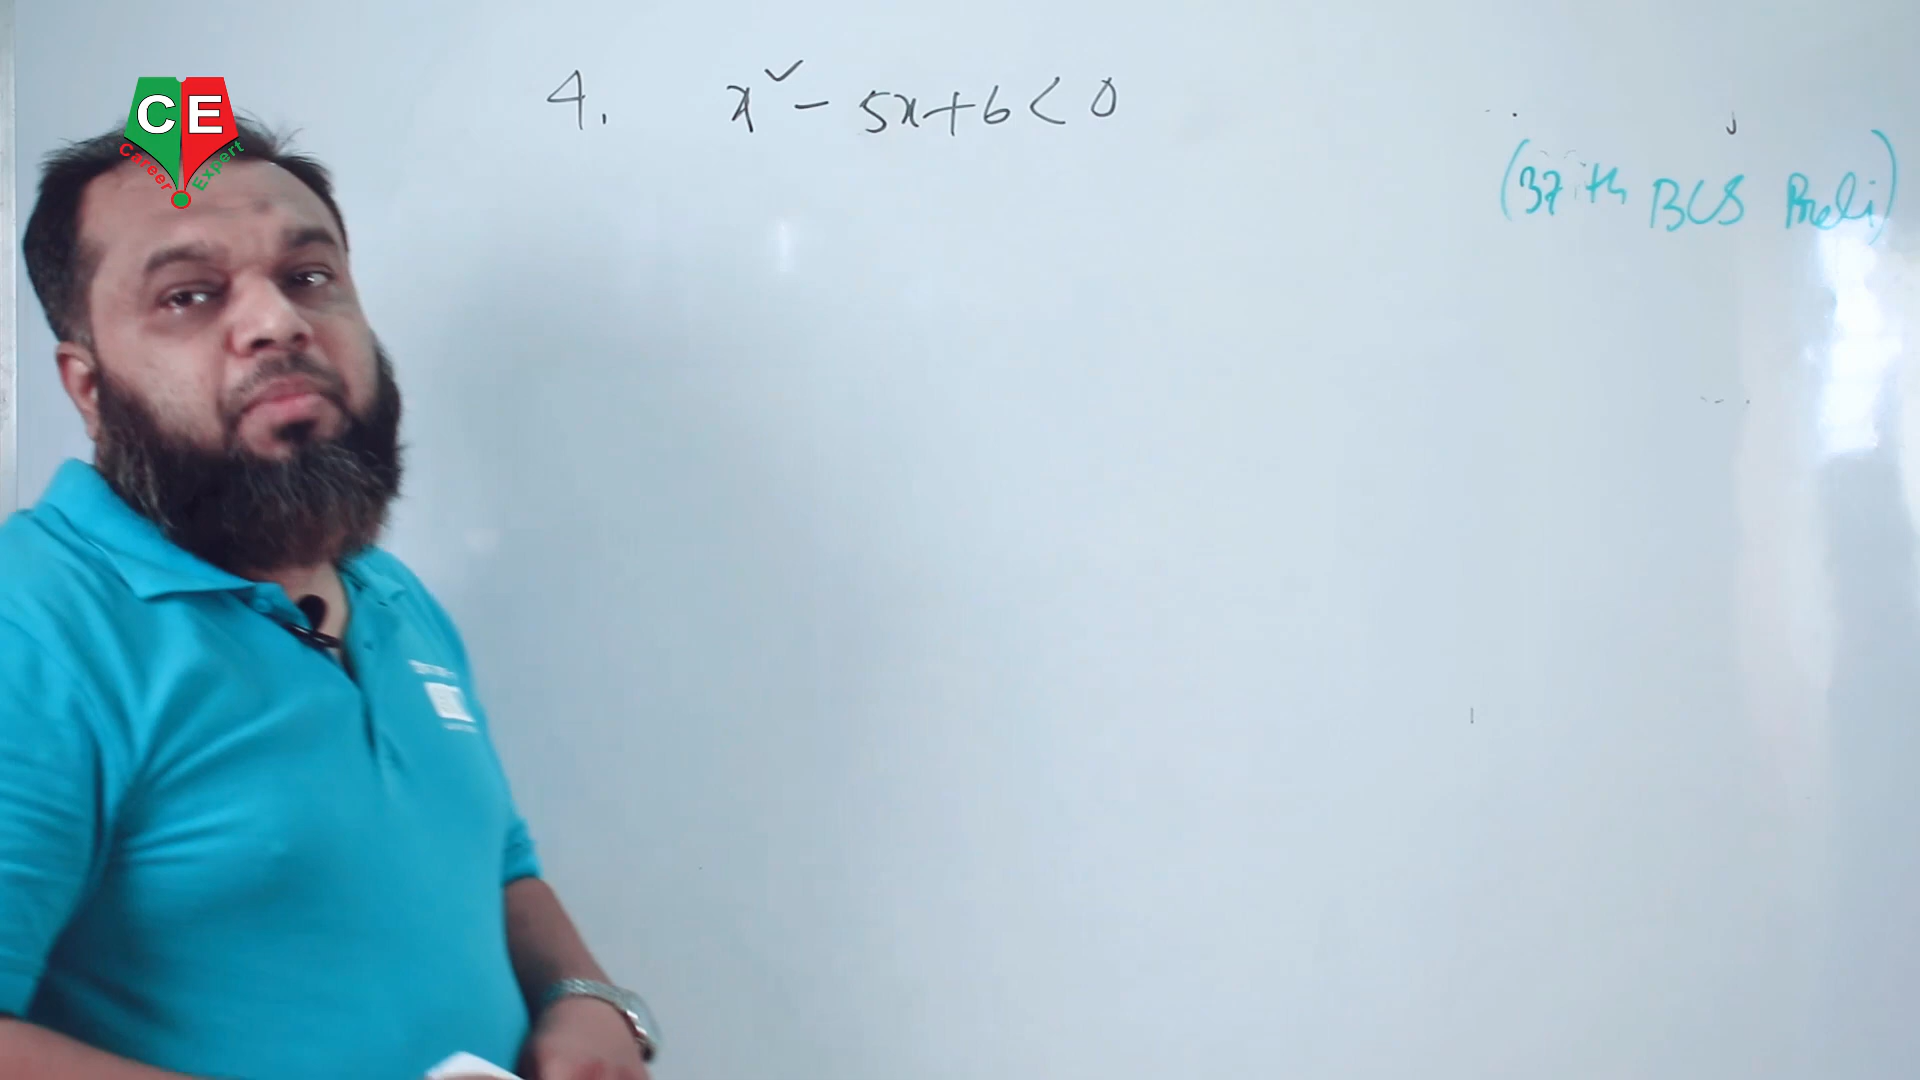 CE
Career Expert
4. x² - 5x+6 < 0
(37th BCS Preli)